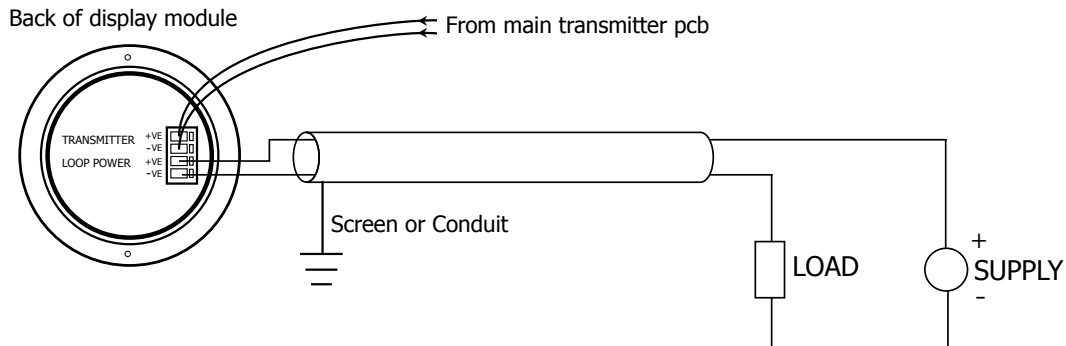 Back of display module
From main transmitter pcb
TRANSMITTER +VE
-VE
LOOP POWER +VE
-VE
Screen or Conduit
LOAD
+
SUPPLY
-